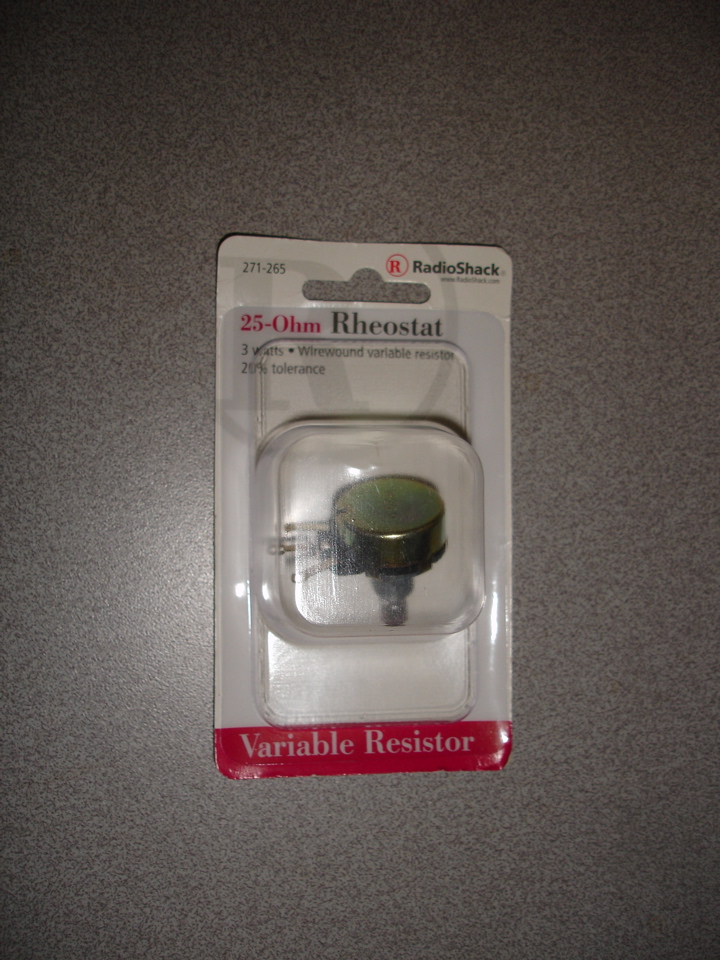 271-265
R RadioShack®
www.RadioShack.com
25-Ohm Rheostat
3 watts • Wirewound variable resistor
20% tolerance
Variable Resistor